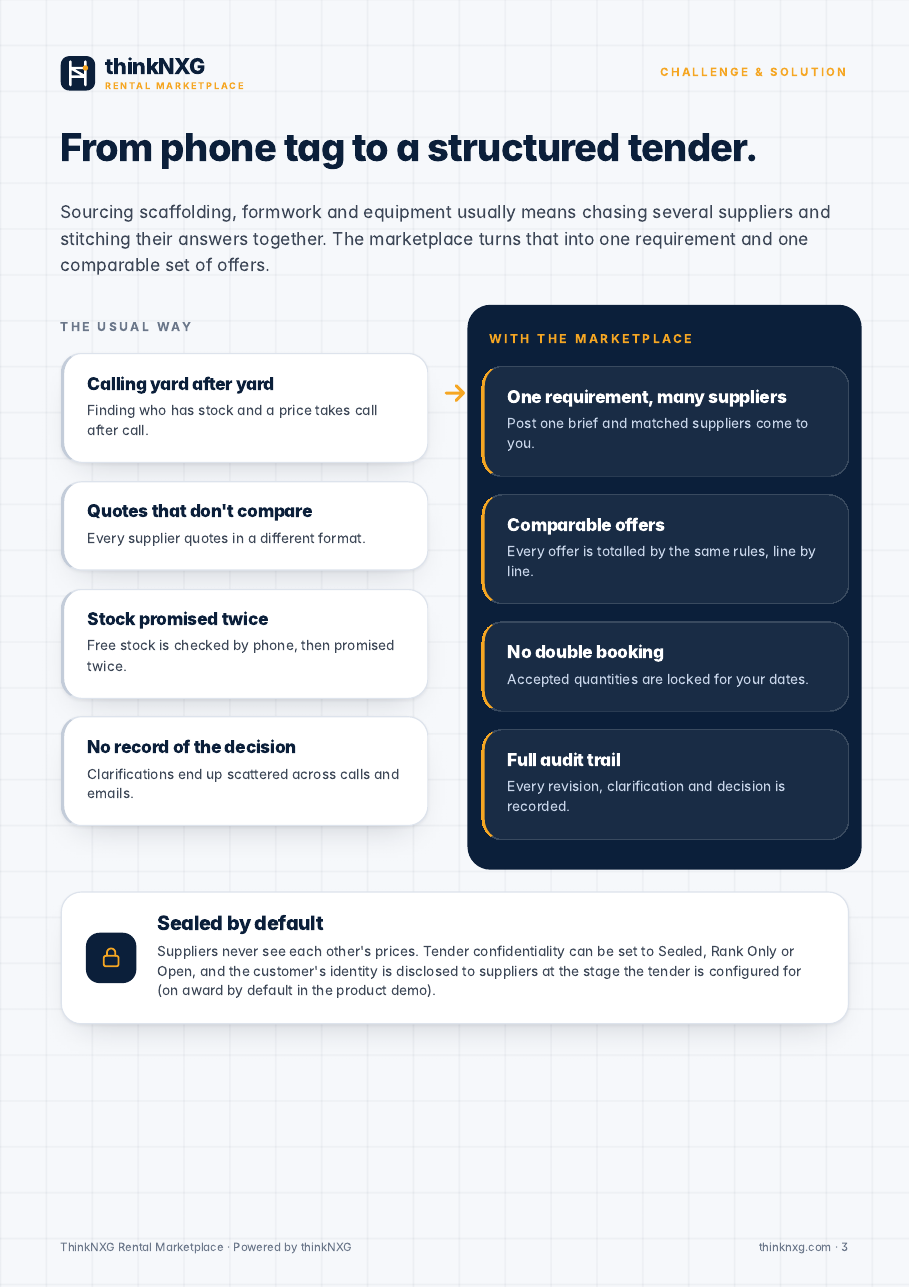 thinkNXG
RENTAL MARKETPLACE
CHALLENGE & SOLUTION
From phone tag to a structured tender.
Sourcing scaffolding, formwork and equipment usually means chasing several suppliers and
stitching their answers together. The marketplace turns that into one requirement and one
comparable set of offers.
THE USUAL WAY
Calling yard after yard
Finding who has stock and a price takes call
after call.
Quotes that don't compare
Every supplier quotes in a different format.
Stock promised twice
Free stock is checked by phone, then promised
twice.
No record of the decision
Clarifications end up scattered across calls and
emails.
WITH THE MARKETPLACE
One requirement, many suppliers
Post one brief and matched suppliers come to
you.
Comparable offers
Every offer is totalled by the same rules, line by
line.
No double booking
Accepted quantities are locked for your dates.
Full audit trail
Every revision, clarification and decision is
recorded.
Sealed by default
Suppliers never see each other's prices. Tender confidentiality can be set to Sealed, Rank Only or
Open, and the customer's identity is disclosed to suppliers at the stage the tender is configured for
(on award by default in the product demo).
ThinkNXG Rental Marketplace · Powered by thinkNXG
thinknxg.com · 3